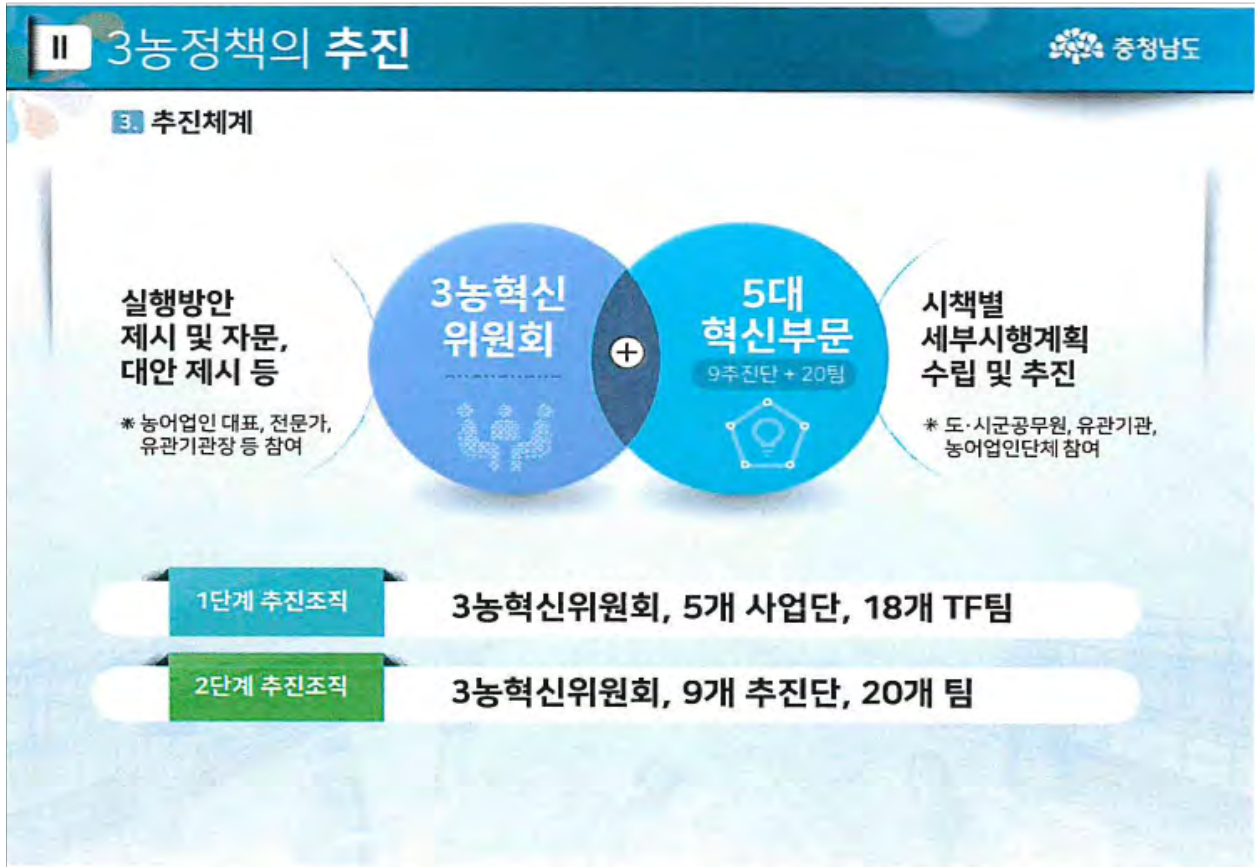 II 3농정책의 추진
충청남도
3. 추진체계
실행방안
제시 및 자문,
대안 제시 등
* 농어업인 대표, 전문가,
유관기관장 등 참여
3농혁신
위원회
+
5대
혁신부문
9추진단 + 20팀
시책별
세부시행계획
수립 및 추진
* 도·시군공무원, 유관기관,
농어업인단체 참여
1단계 추진조직
3농혁신위원회, 5개 사업단, 18개 TF팀
2단계 추진조직
3농혁신위원회, 9개 추진단, 20개 팀